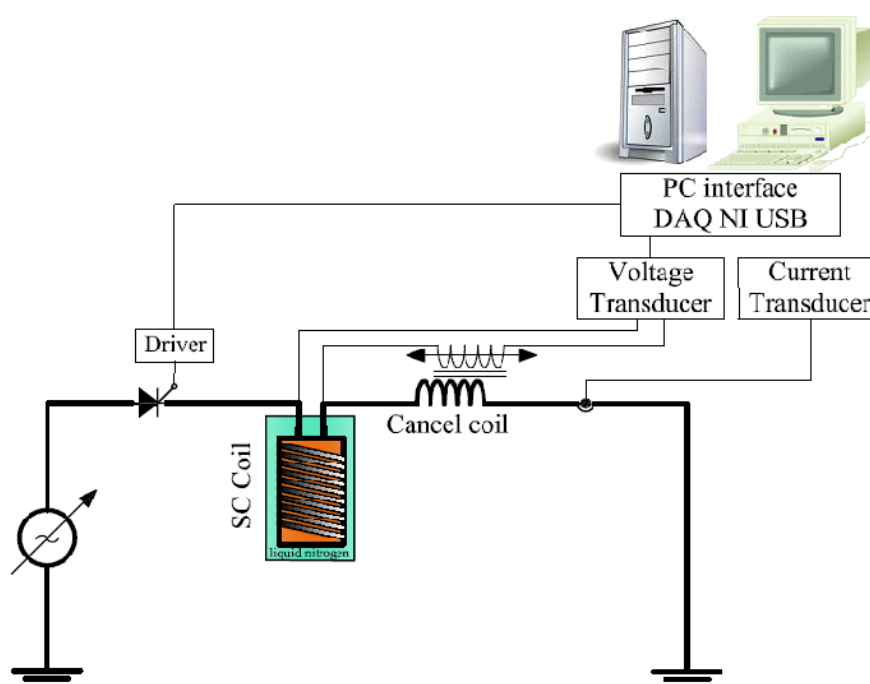 PC interface
DAQ NI USB
Voltage
Transducer
Current
Transducer
Driver
Cancel coil
SC Coil
liquid nitrogen